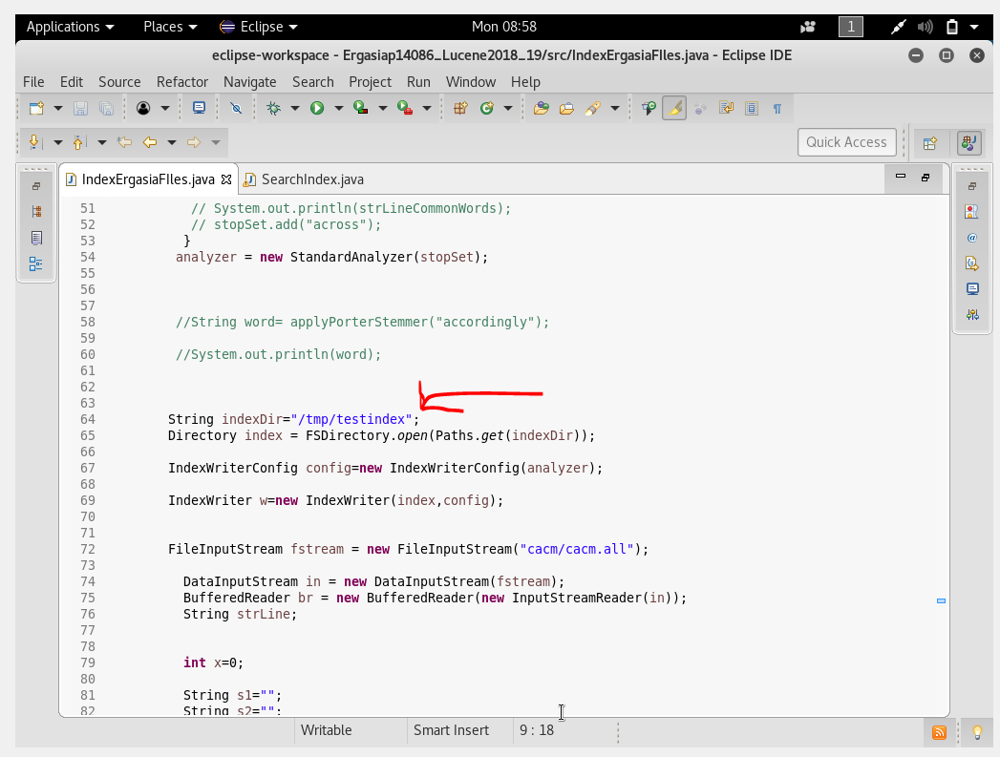 Applications Places Eclipse Mon 08:58 1
eclipse-workspace - Ergasiap14086_Lucene2018_19/src/IndexErgasiaFIles.java - Eclipse IDE
File Edit Source Refactor Navigate Search Project Run Window Help
Quick Access
IndexErgasiaFIles.java SearchIndex.java
51 // System.out.println(strLineCommonWords);
52 // stopSet.add("across");
53 }
54 analyzer = new StandardAnalyzer(stopSet);
55
56
57
58 //String word= applyPorterStemmer("accordingly");
59
60 //System.out.println(word);
61
62
63
64 String indexDir="/tmp/testindex";
65 Directory index = FSDirectory.open(Paths.get(indexDir));
66
67 IndexWriterConfig config=new IndexWriterConfig(analyzer);
68
69 IndexWriter w=new IndexWriter(index,config);
70
71
72 FileInputStream fstream = new FileInputStream("cacm/cacm.all");
73
74 DataInputStream in = new DataInputStream(fstream);
75 BufferedReader br = new BufferedReader(new InputStreamReader(in));
76 String strLine;
77
78
79 int x=0;
80
81 String s1="";
82 String s2="";
Writable Smart Insert 9 : 18